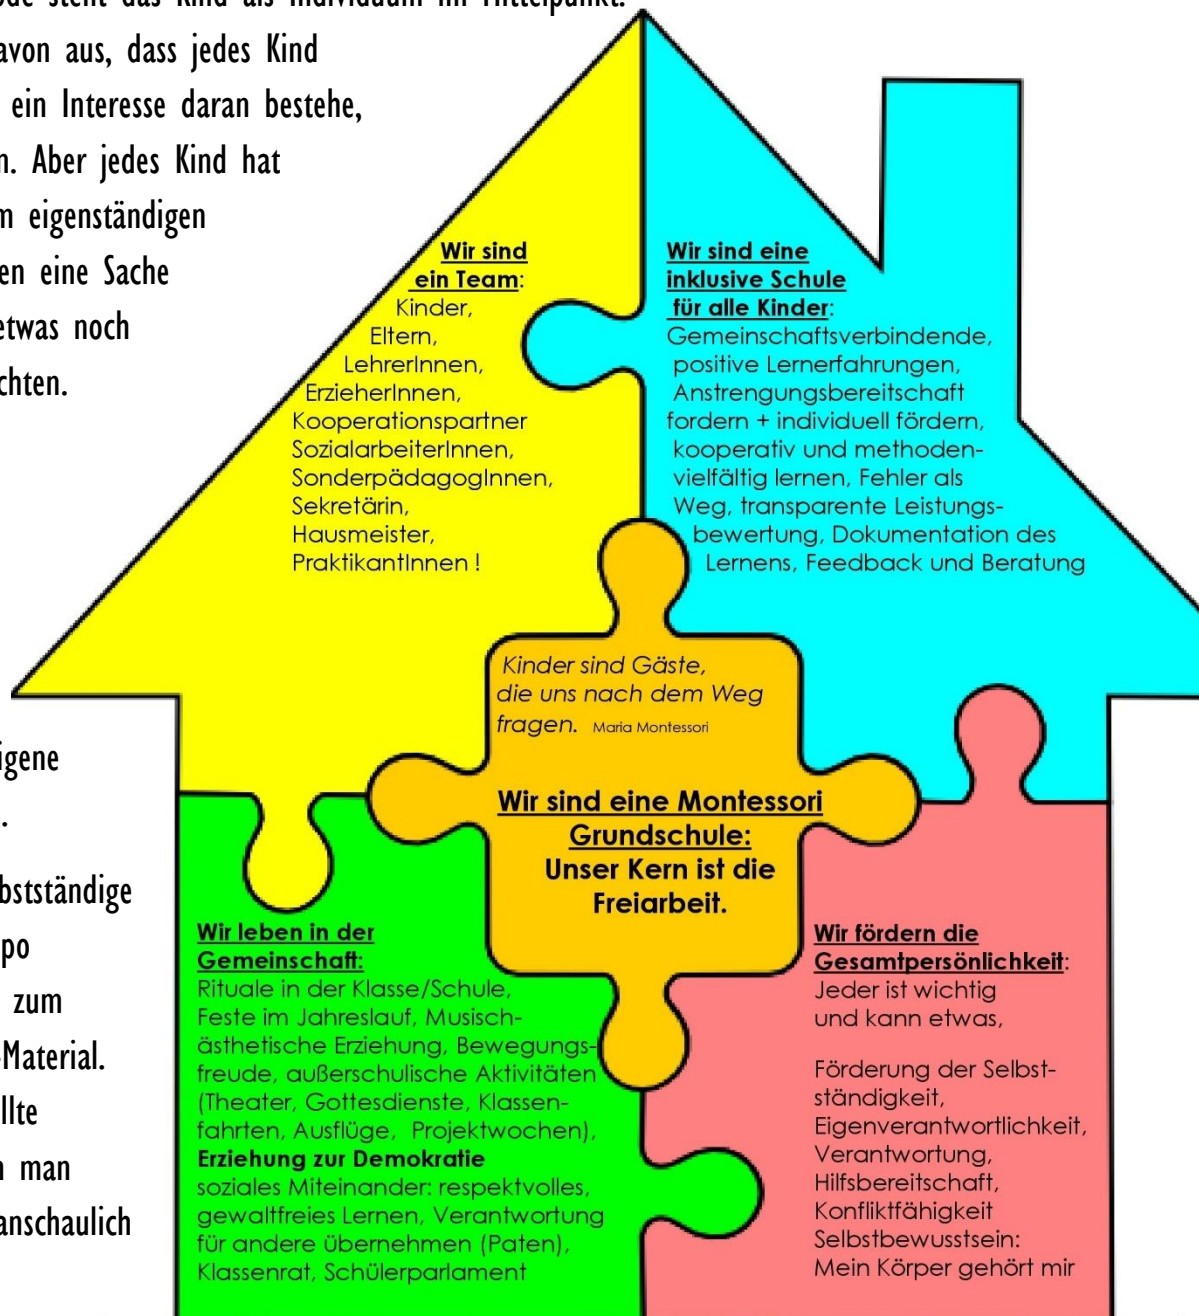 steht das Kind als Individuum im Mittelpunkt.
avon aus, dass jedes Kind
ein Interesse daran bestehe,
n. Aber jedes Kind hat
m eigenständigen
en eine Sache
etwas noch
chten.
Wir sind
ein Team:
Kinder,
Eltern,
LehrerInnen,
ErzieherInnen,
Kooperationspartner
SozialarbeiterInnen,
SonderpädagogInnen,
Sekretärin,
Hausmeister,
PraktikantInnen !
Wir sind eine
inklusive Schule
für alle Kinder:
Gemeinschaftsverbindende,
positive Lernerfahrungen,
Anstrengungsbereitschaft
fordern + individuell fördern,
kooperativ und methoden-
vielfältig lernen, Fehler als
Weg, transparente Leistungs-
bewertung, Dokumentation des
Lernens, Feedback und Beratung
Kinder sind Gäste,
die uns nach dem Weg
fragen. Maria Montessori
Wir sind eine Montessori
Grundschule:
Unser Kern ist die
Freiarbeit.
igene
.
bstständige
po
zum
-Material.
llte
n man
anschaulich
Wir leben in der
Gemeinschaft:
Rituale in der Klasse/Schule,
Feste im Jahreslauf, Musisch-
ästhetische Erziehung, Bewegungs-
freude, außerschulische Aktivitäten
(Theater, Gottesdienste, Klassen-
fahrten, Ausflüge, Projektwochen),
Erziehung zur Demokratie
soziales Miteinander: respektvolles,
gewaltfreies Lernen, Verantwortung
für andere übernehmen (Paten),
Klassenrat, Schülerparlament
Wir fördern die
Gesamtpersönlichkeit:
Jeder ist wichtig
und kann etwas,
Förderung der Selbst-
ständigkeit,
Eigenverantwortlichkeit,
Verantwortung,
Hilfsbereitschaft,
Konfliktfähigkeit
Selbstbewusstsein:
Mein Körper gehört mir